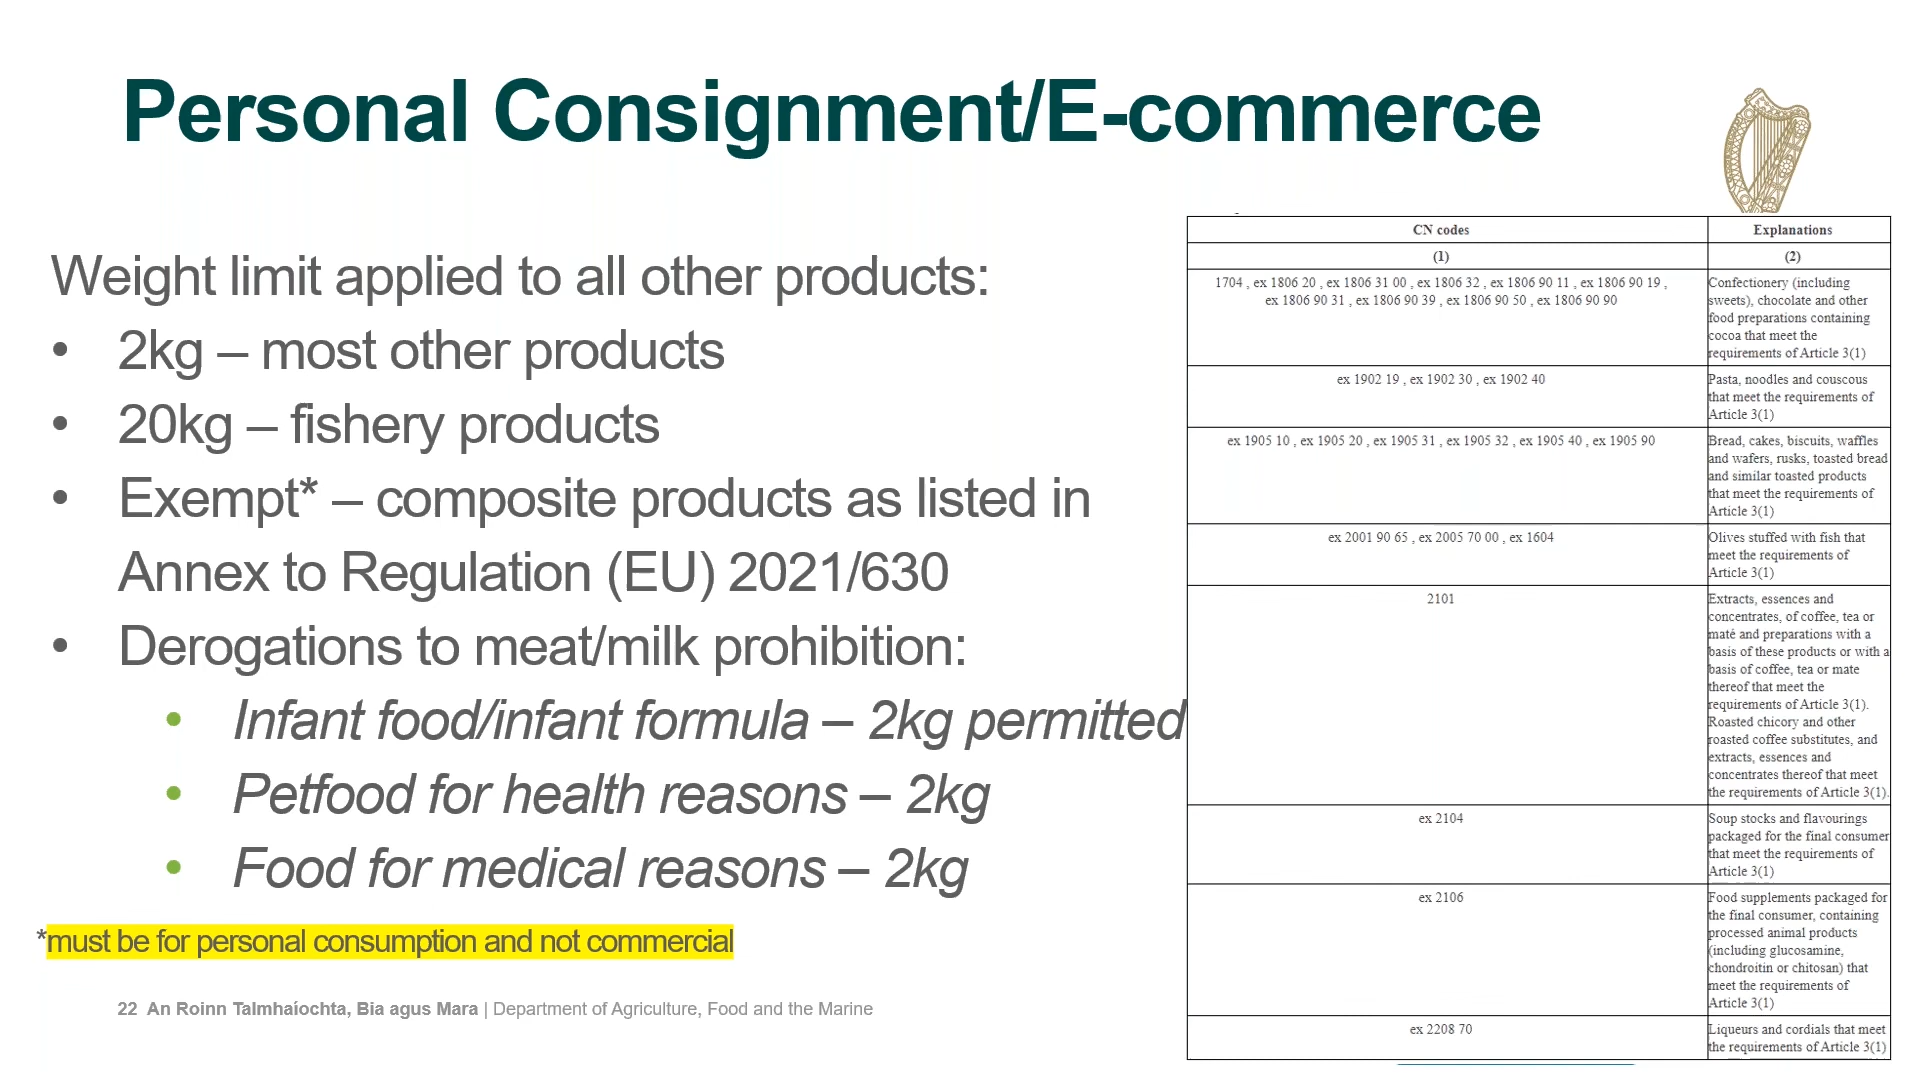 Personal Consignment/E-commerce
Weight limit applied to all other products:
• 2kg – most other products
• 20kg – fishery products
• Exempt* – composite products as listed in
Annex to Regulation (EU) 2021/630
• Derogations to meat/milk prohibition:
• Infant food/infant formula – 2kg permitted
• Petfood for health reasons – 2kg
• Food for medical reasons – 2kg
*must be for personal consumption and not commercial
22 An Roinn Talmhaíochta, Bia agus Mara | Department of Agriculture, Food and the Marine
CN codes
Explanations
(1)
(2)
1704 , ex 1806 20 , ex 1806 31 00 , ex 1806 32 , ex 1806 90 11 , ex 1806 90 19 ,
ex 1806 90 31 , ex 1806 90 39 , ex 1806 90 50 , ex 1806 90 90
Confectionery (including
sweets), chocolate and other
food preparations containing
cocoa that meet the
requirements of Article 3(1)
ex 1902 19 , ex 1902 30 , ex 1902 40
Pasta, noodles and couscous
that meet the requirements of
Article 3(1)
ex 1905 10 , ex 1905 20 , ex 1905 31 , ex 1905 32 , ex 1905 40 , ex 1905 90
Bread, cakes, biscuits, waffles
and wafers, rusks, toasted bread
and similar toasted products
that meet the requirements of
Article 3(1)
ex 2001 90 65 , ex 2005 70 00 , ex 1604
Olives stuffed with fish that
meet the requirements of
Article 3(1)
2101
Extracts, essences and
concentrates, of coffee, tea or
maté and preparations with a
basis of these products or with a
basis of coffee, tea or mate
thereof that meet the
requirements of Article 3(1).
Roasted chicory and other
roasted coffee substitutes, and
extracts, essences and
concentrates thereof that meet
the requirements of Article 3(1).
ex 2104
Soup stocks and flavourings
packaged for the final consumer
that meet the requirements of
Article 3(1)
ex 2106
Food supplements packaged for
the final consumer, containing
processed animal products
(including glucosamine,
chondroitin or chitosan) that
meet the requirements of
Article 3(1)
ex 2208 70
Liqueurs and cordials that meet
the requirements of Article 3(1)